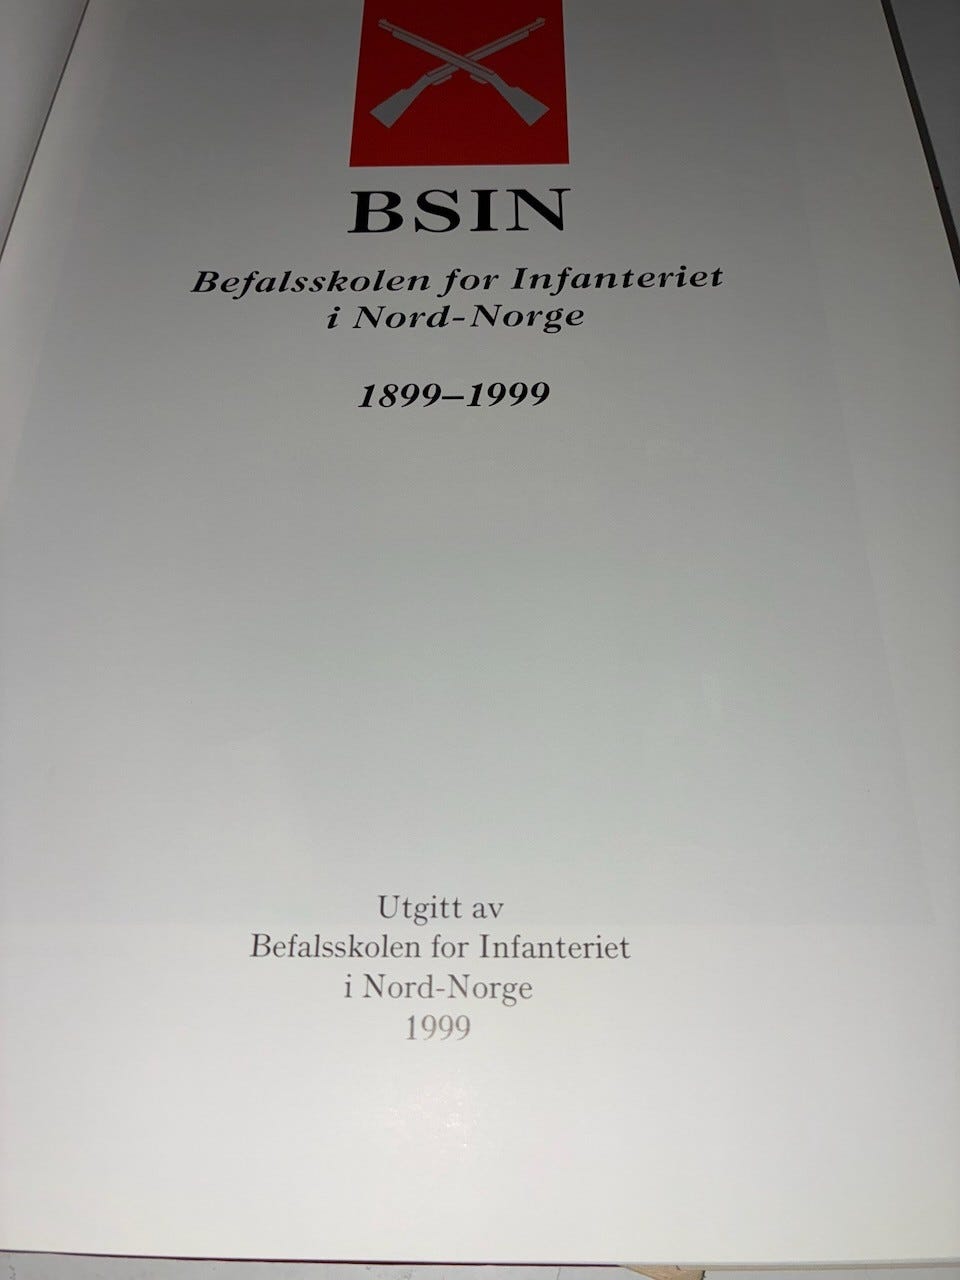 BSIN
Befalsskolen for Infanteriet
i Nord-Norge
1899–1999
Utgitt av
Befalsskolen for Infanteriet
i Nord-Norge
1999